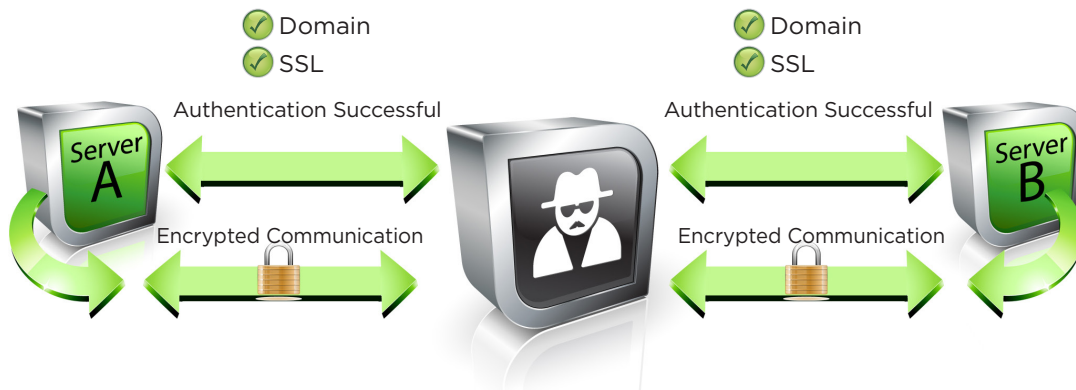 Domain
SSL
Authentication Successful
Server
A
Encrypted Communication
Domain
SSL
Authentication Successful
Server
B
Encrypted Communication